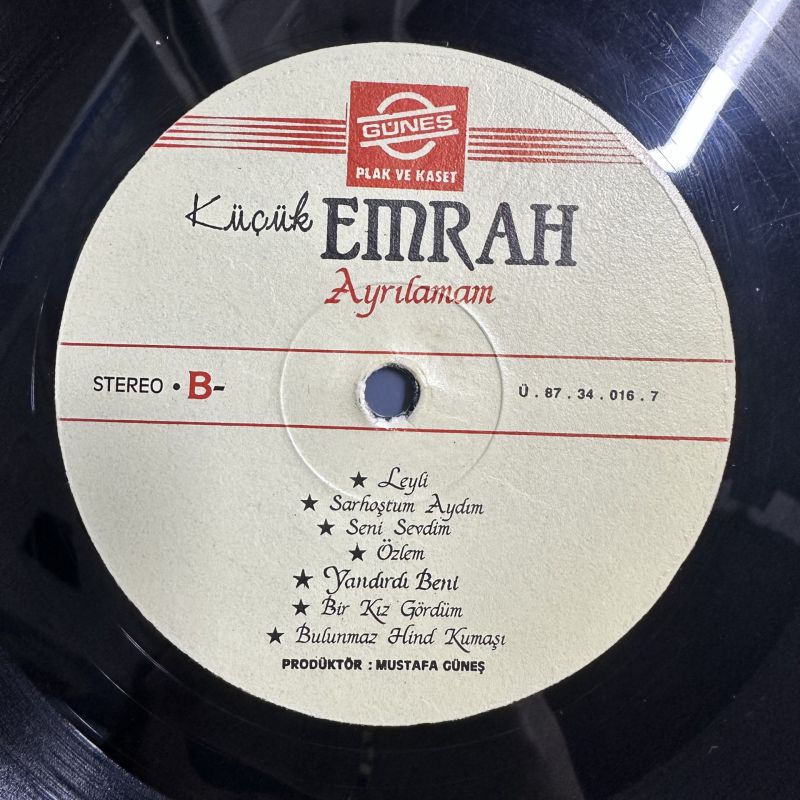 GÜNEŞ
PLAK VE KASET
Küçük EMRAH
Ayrılamam
STEREO • B-
Ü . 87 . 34 . 016 . 7
★ Leyli
★ Sarhoştum Aydım
★ Seni Sevdim
★ Özlem
★ Yandırdı Beni
★ Bir Kız Gördüm
★ Bulunmaz Hind Kumaşı
PRODÜKTÖR : MUSTAFA GÜNEŞ